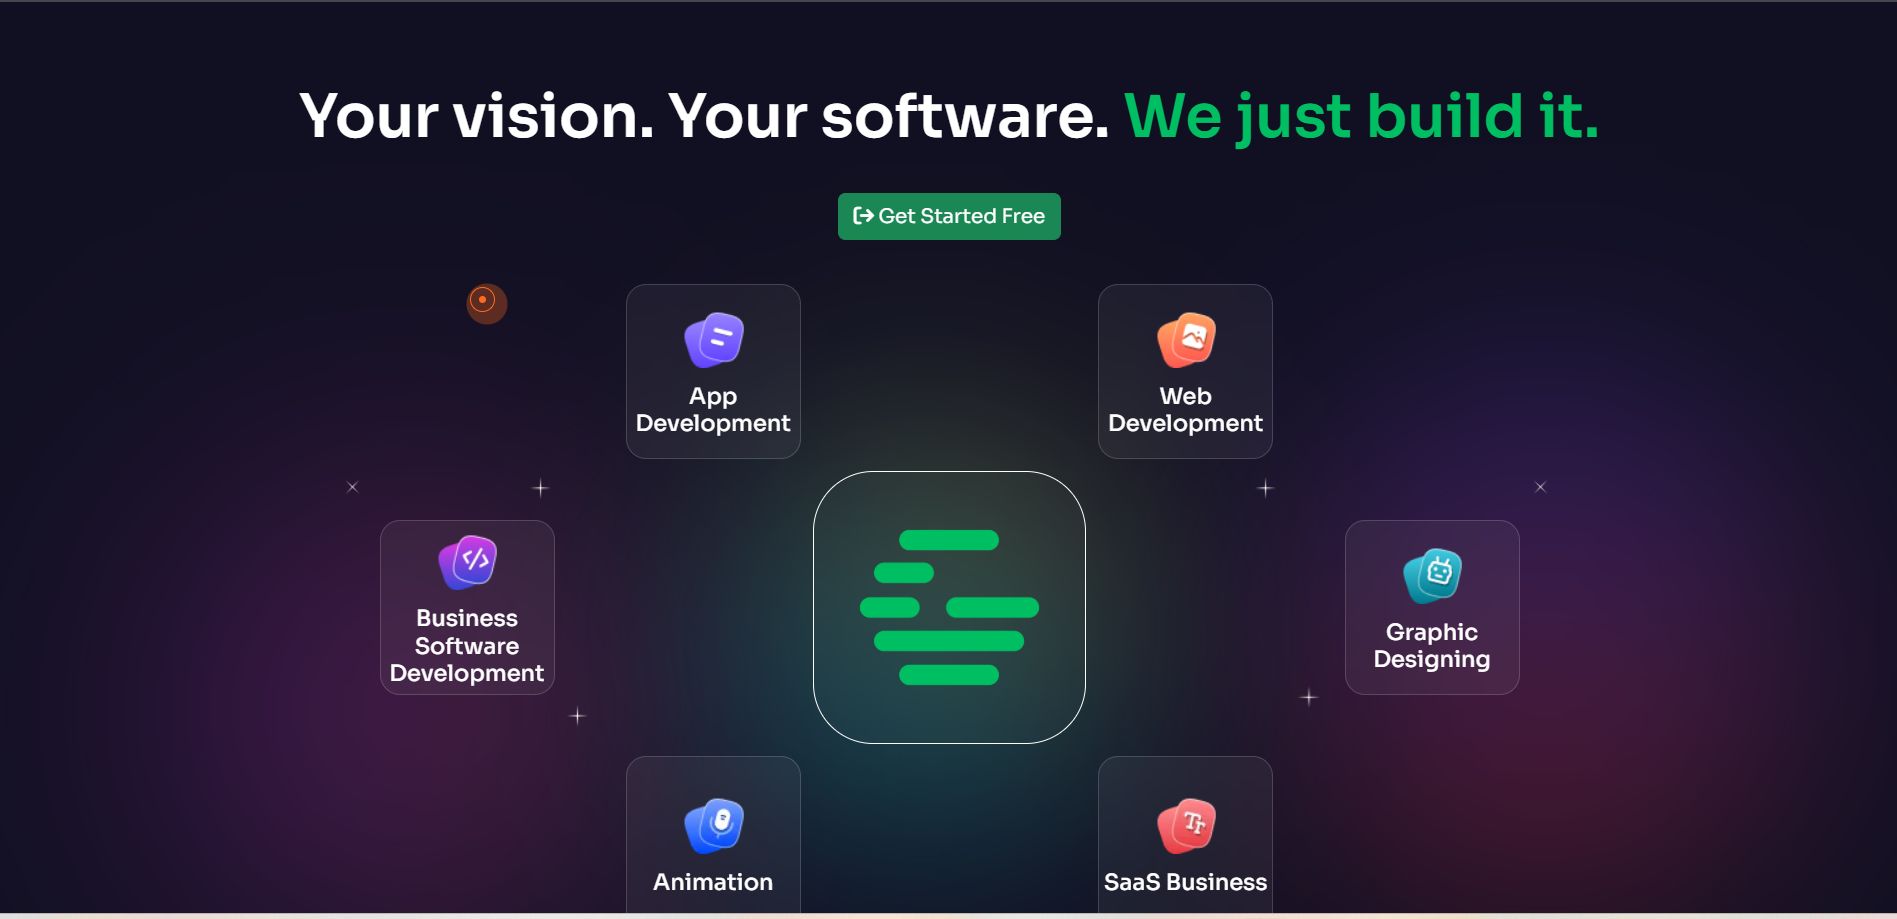 Your vision. Your software. We just build it.
Get Started Free
App
Development
Web
Development
Business
Software
Development
Graphic
Designing
Animation
SaaS Business
Tr